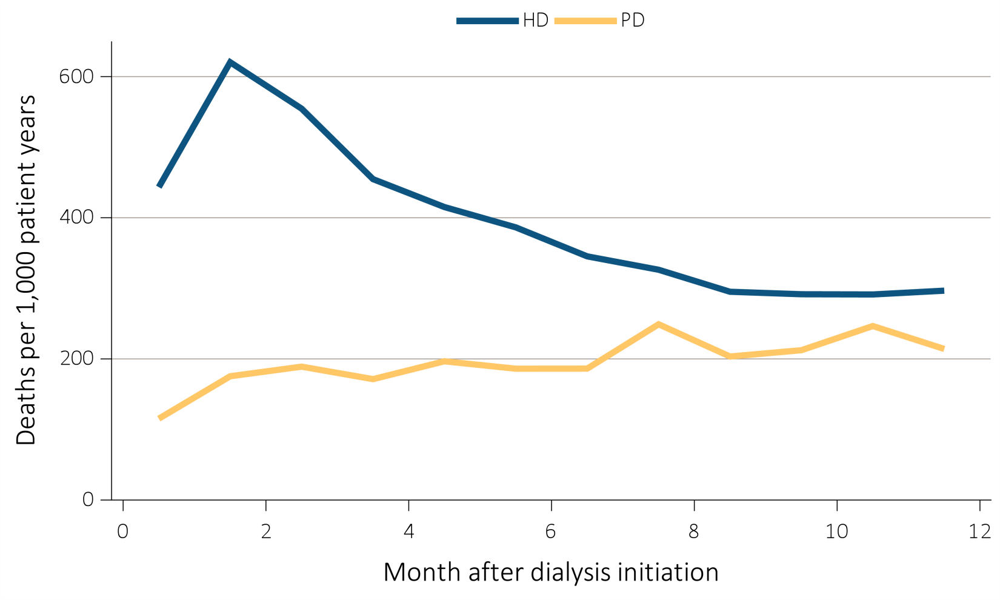 HD PD
Deaths per 1,000 patient years
600
400
200
0
0 2 4 6 8 10 12
Month after dialysis initiation